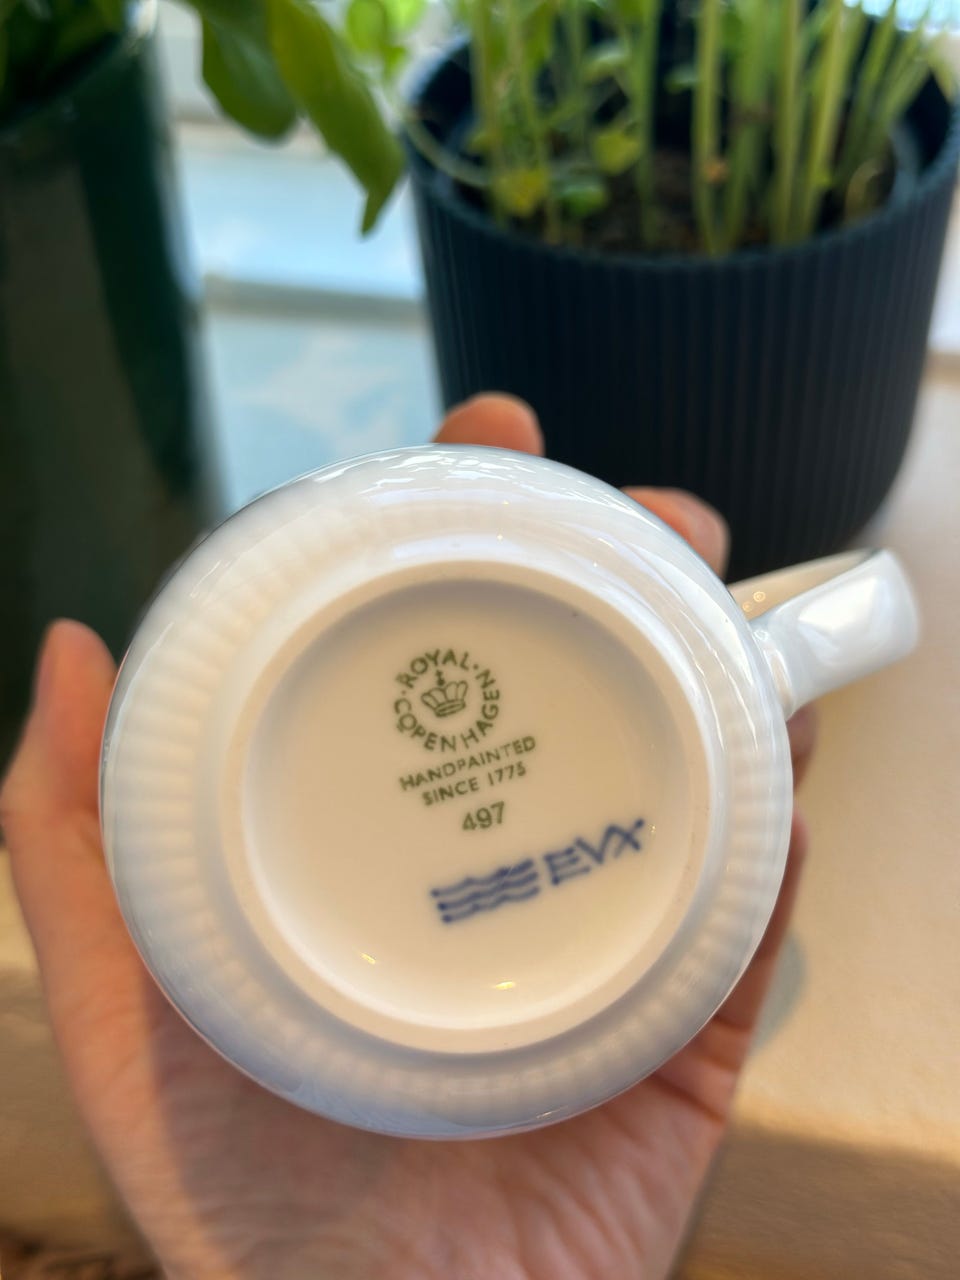 ROYAL · COPENHAGEN ·
HANDPAINTED
SINCE 1775
497
EVX